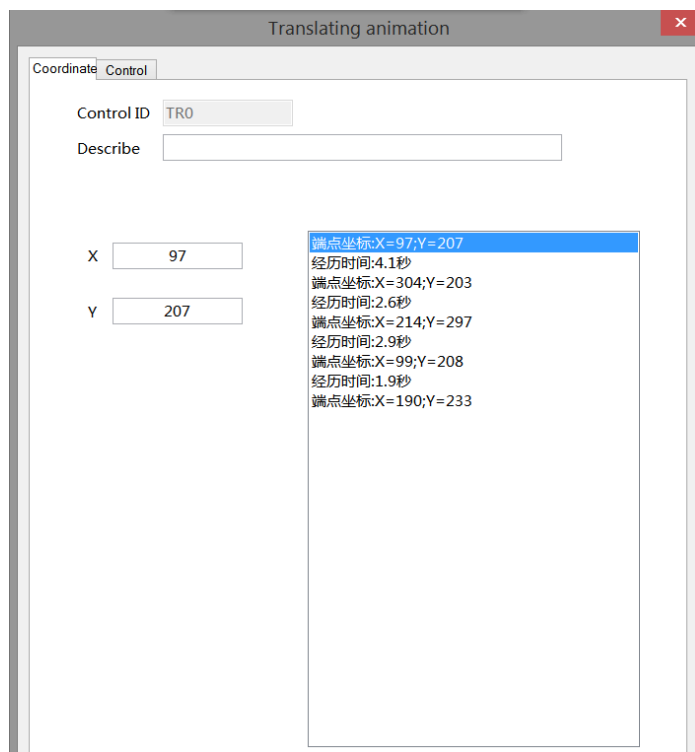 Translating animation
Coordinate Control
Control ID TR0
Describe
X 97
Y 207
端点坐标:X=97;Y=207
经历时间:4.1秒
端点坐标:X=304;Y=203
经历时间:2.6秒
端点坐标:X=214;Y=297
经历时间:2.9秒
端点坐标:X=99;Y=208
经历时间:1.9秒
端点坐标:X=190;Y=233